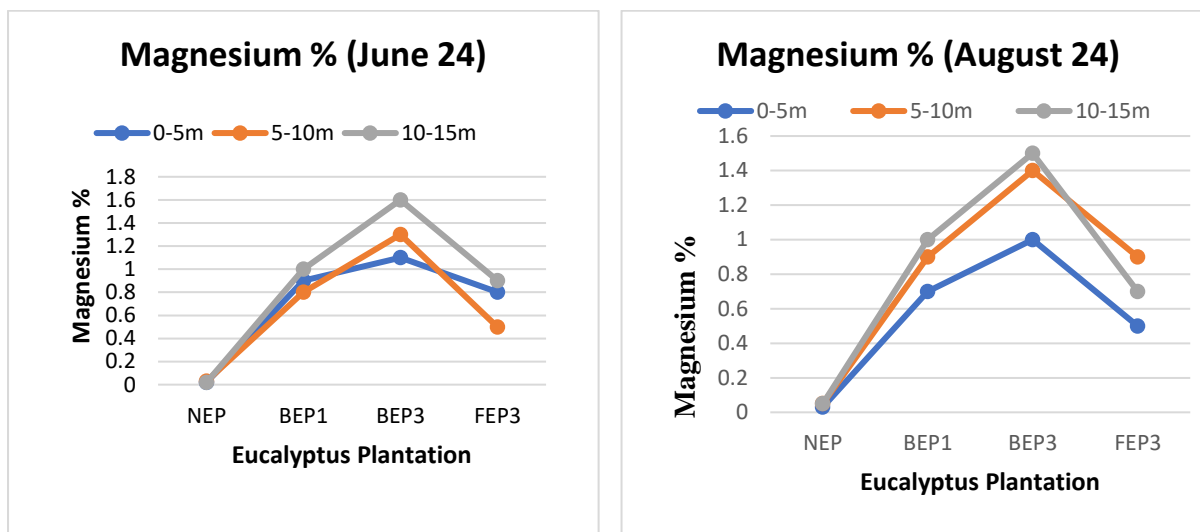 Magnesium % (June 24)
0-5m 5-10m 10-15m
Magnesium %
1.8
1.6
1.4
1.2
1
0.8
0.6
0.4
0.2
0
NEP BEP1 BEP3 FEP3
Eucalyptus Plantation
Magnesium % (August 24)
0-5m 5-10m 10-15m
Magnesium %
1.6
1.4
1.2
1
0.8
0.6
0.4
0.2
0
NEP BEP1 BEP3 FEP3
Eucalyptus Plantation